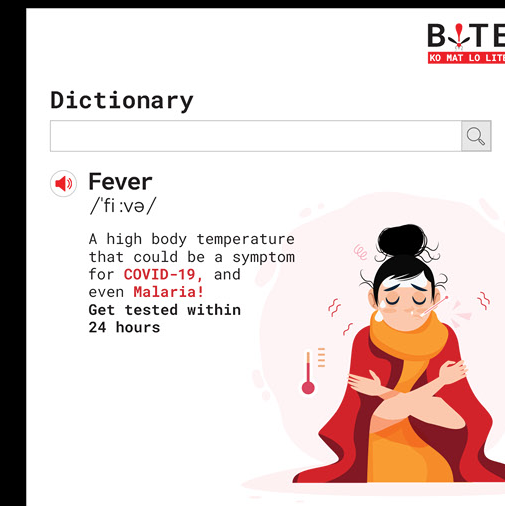 B TE
KO MAT LO LITE
Dictionary
Fever
/'fi :və/
A high body temperature
that could be a symptom
for COVID-19, and
even Malaria!
Get tested within
24 hours